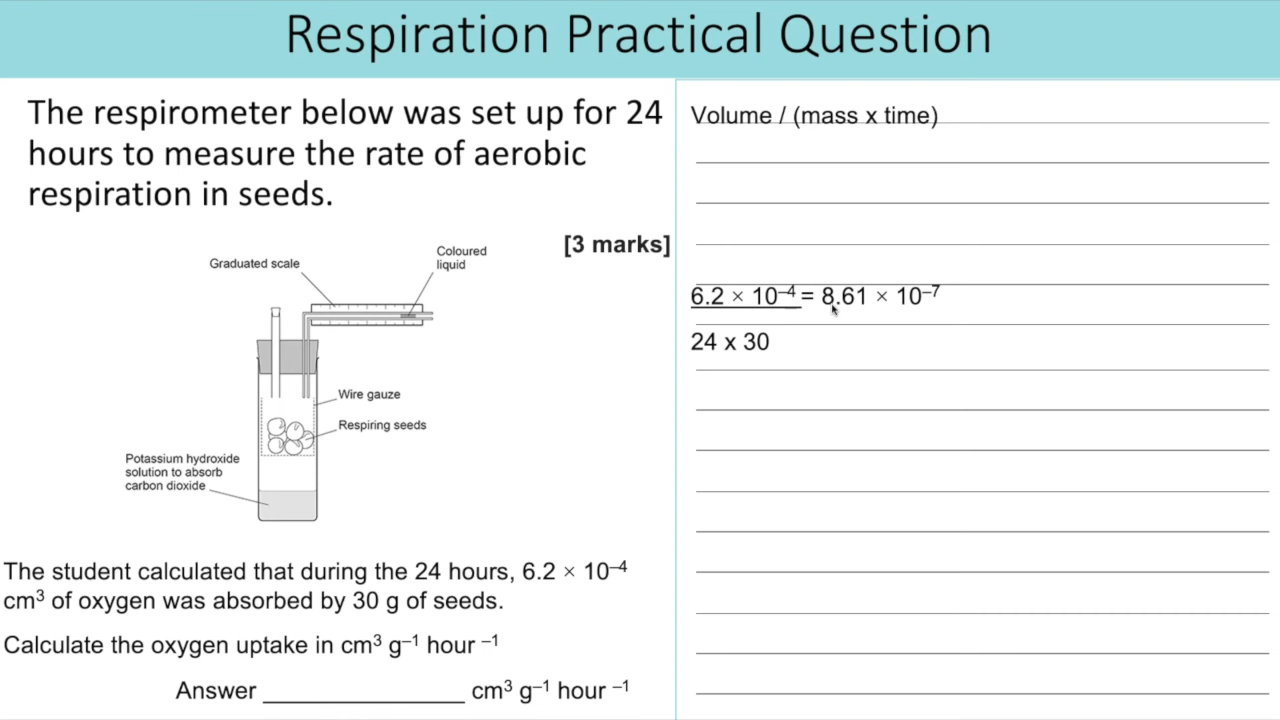 Respiration Practical Question
The respirometer below was set up for 24
hours to measure the rate of aerobic
respiration in seeds.
[3 marks]
Graduated scale
Coloured
liquid
Wire gauze
Respiring seeds
Potassium hydroxide
solution to absorb
carbon dioxide
The student calculated that during the 24 hours, 6.2 × 10⁻⁴
cm³ of oxygen was absorbed by 30 g of seeds.
Calculate the oxygen uptake in cm³ g⁻¹ hour ⁻¹
Answer ________________ cm³ g⁻¹ hour ⁻¹
Volume / (mass x time)
6.2 × 10⁻⁴ = 8.61 × 10⁻⁷
24 x 30